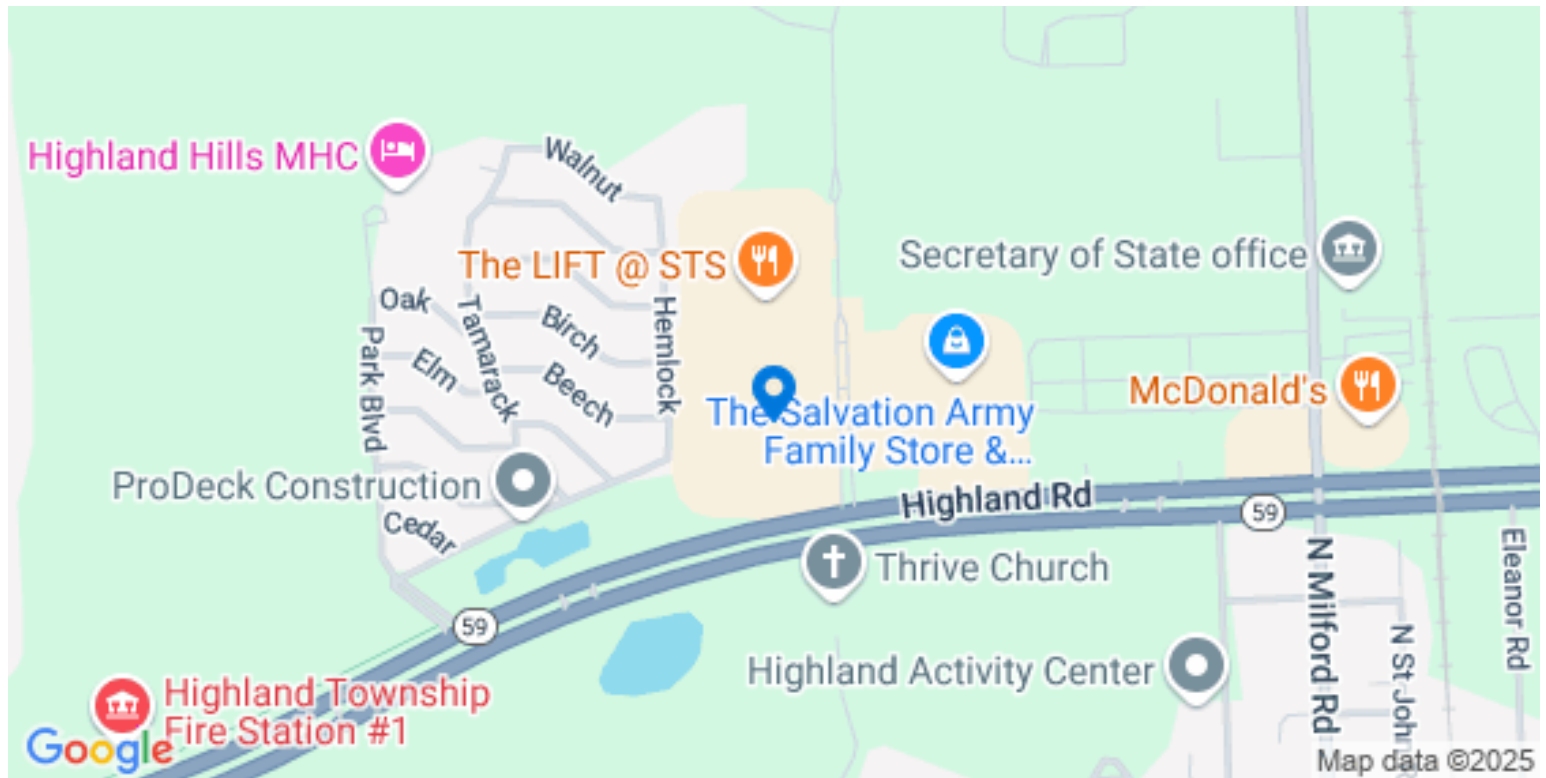 Walnut
Highland Hills MHC
The LIFT @ STS
Secretary of State office
Oak
Tamarack
Birch
Hemlock
Park Blvd
Elm
Beech
McDonald's
The Salvation Army
Family Store &...
ProDeck Construction
Highland Rd
59
Cedar
Thrive Church
N Milford Rd
Eleanor Rd
59
N St John
Highland Activity Center
Highland Township
Fire Station #1
Google
Map data ©2025